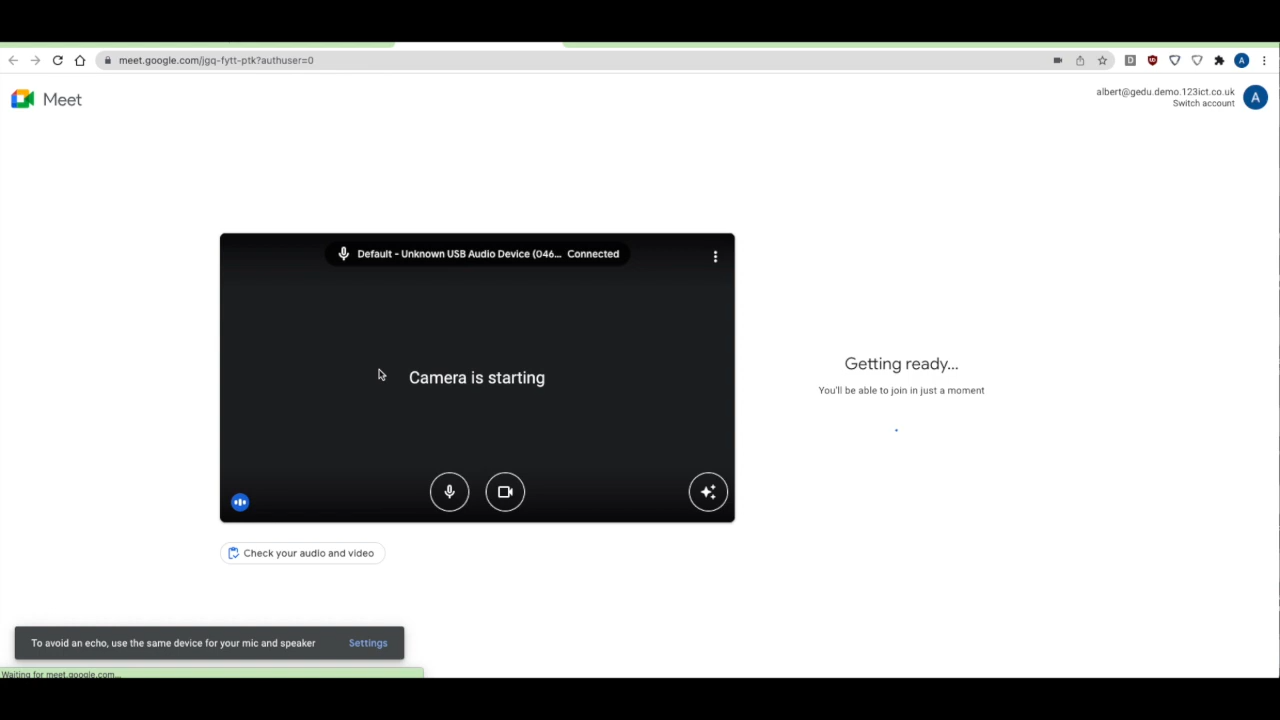 meet.google.com/jgq-fytt-ptk?authuser=0
A
Meet
albert@gedu.demo.123ict.co.uk
Switch account
A
Default - Unknown USB Audio Device (046... Connected
Camera is starting
Getting ready...
You'll be able to join in just a moment
Check your audio and video
To avoid an echo, use the same device for your mic and speaker Settings
Waiting for meet.google.com...